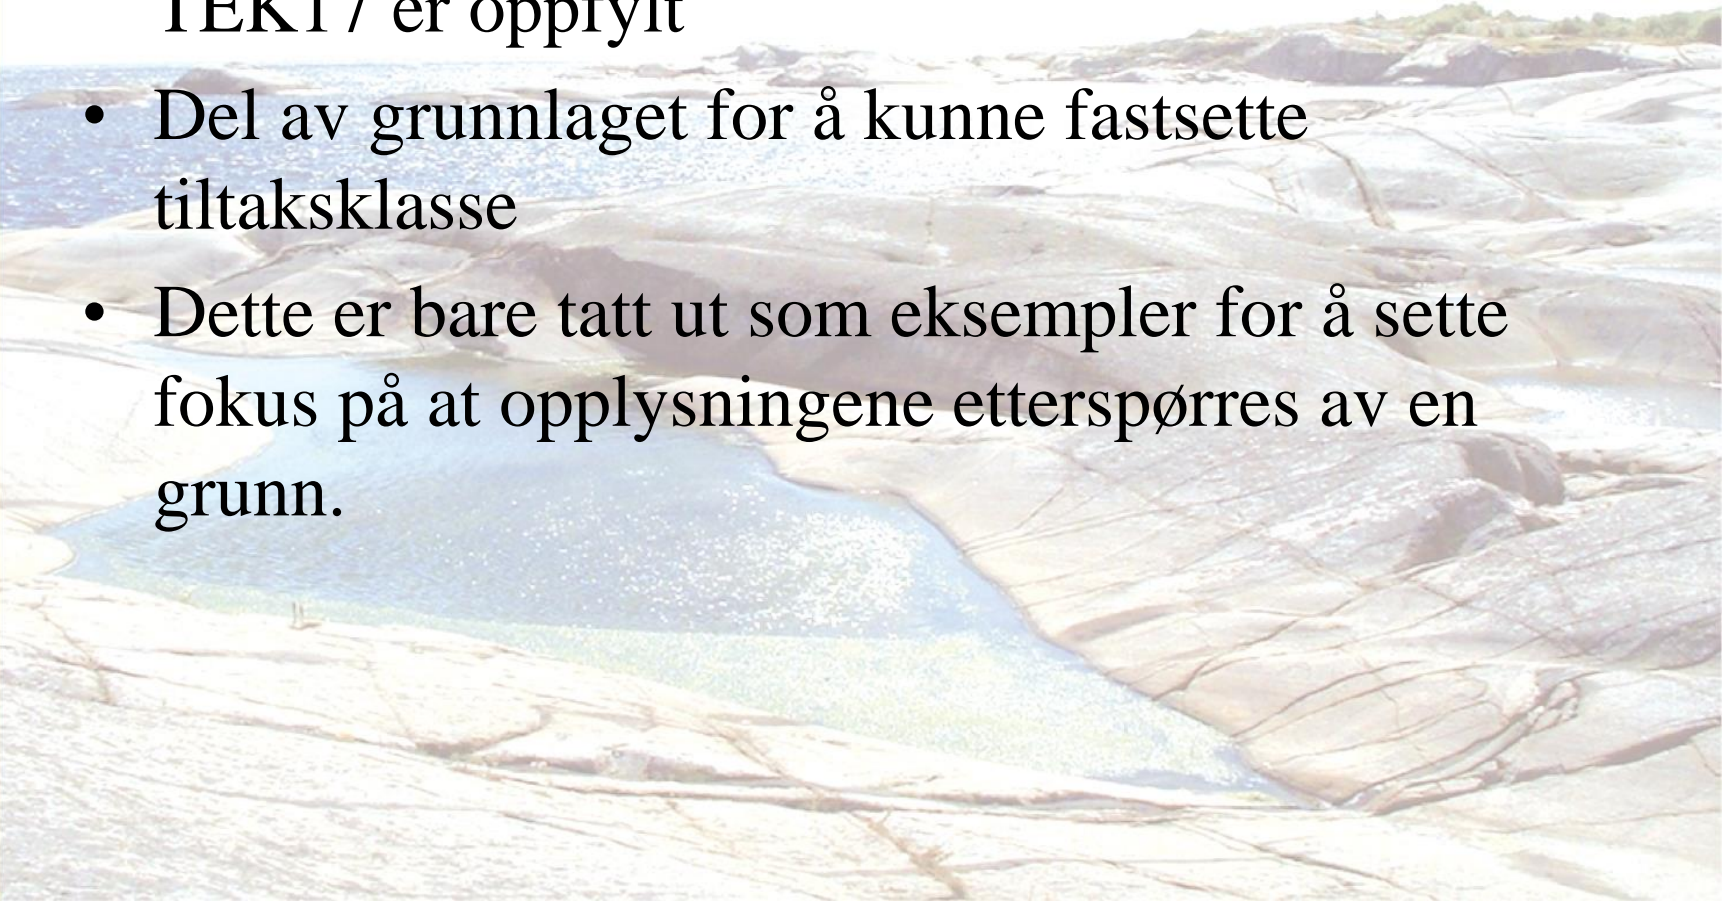 TEK17 er oppfylt
• Del av grunnlaget for å kunne fastsette
tiltaksklasse
• Dette er bare tatt ut som eksempler for å sette
fokus på at opplysningene etterspørres av en
grunn.